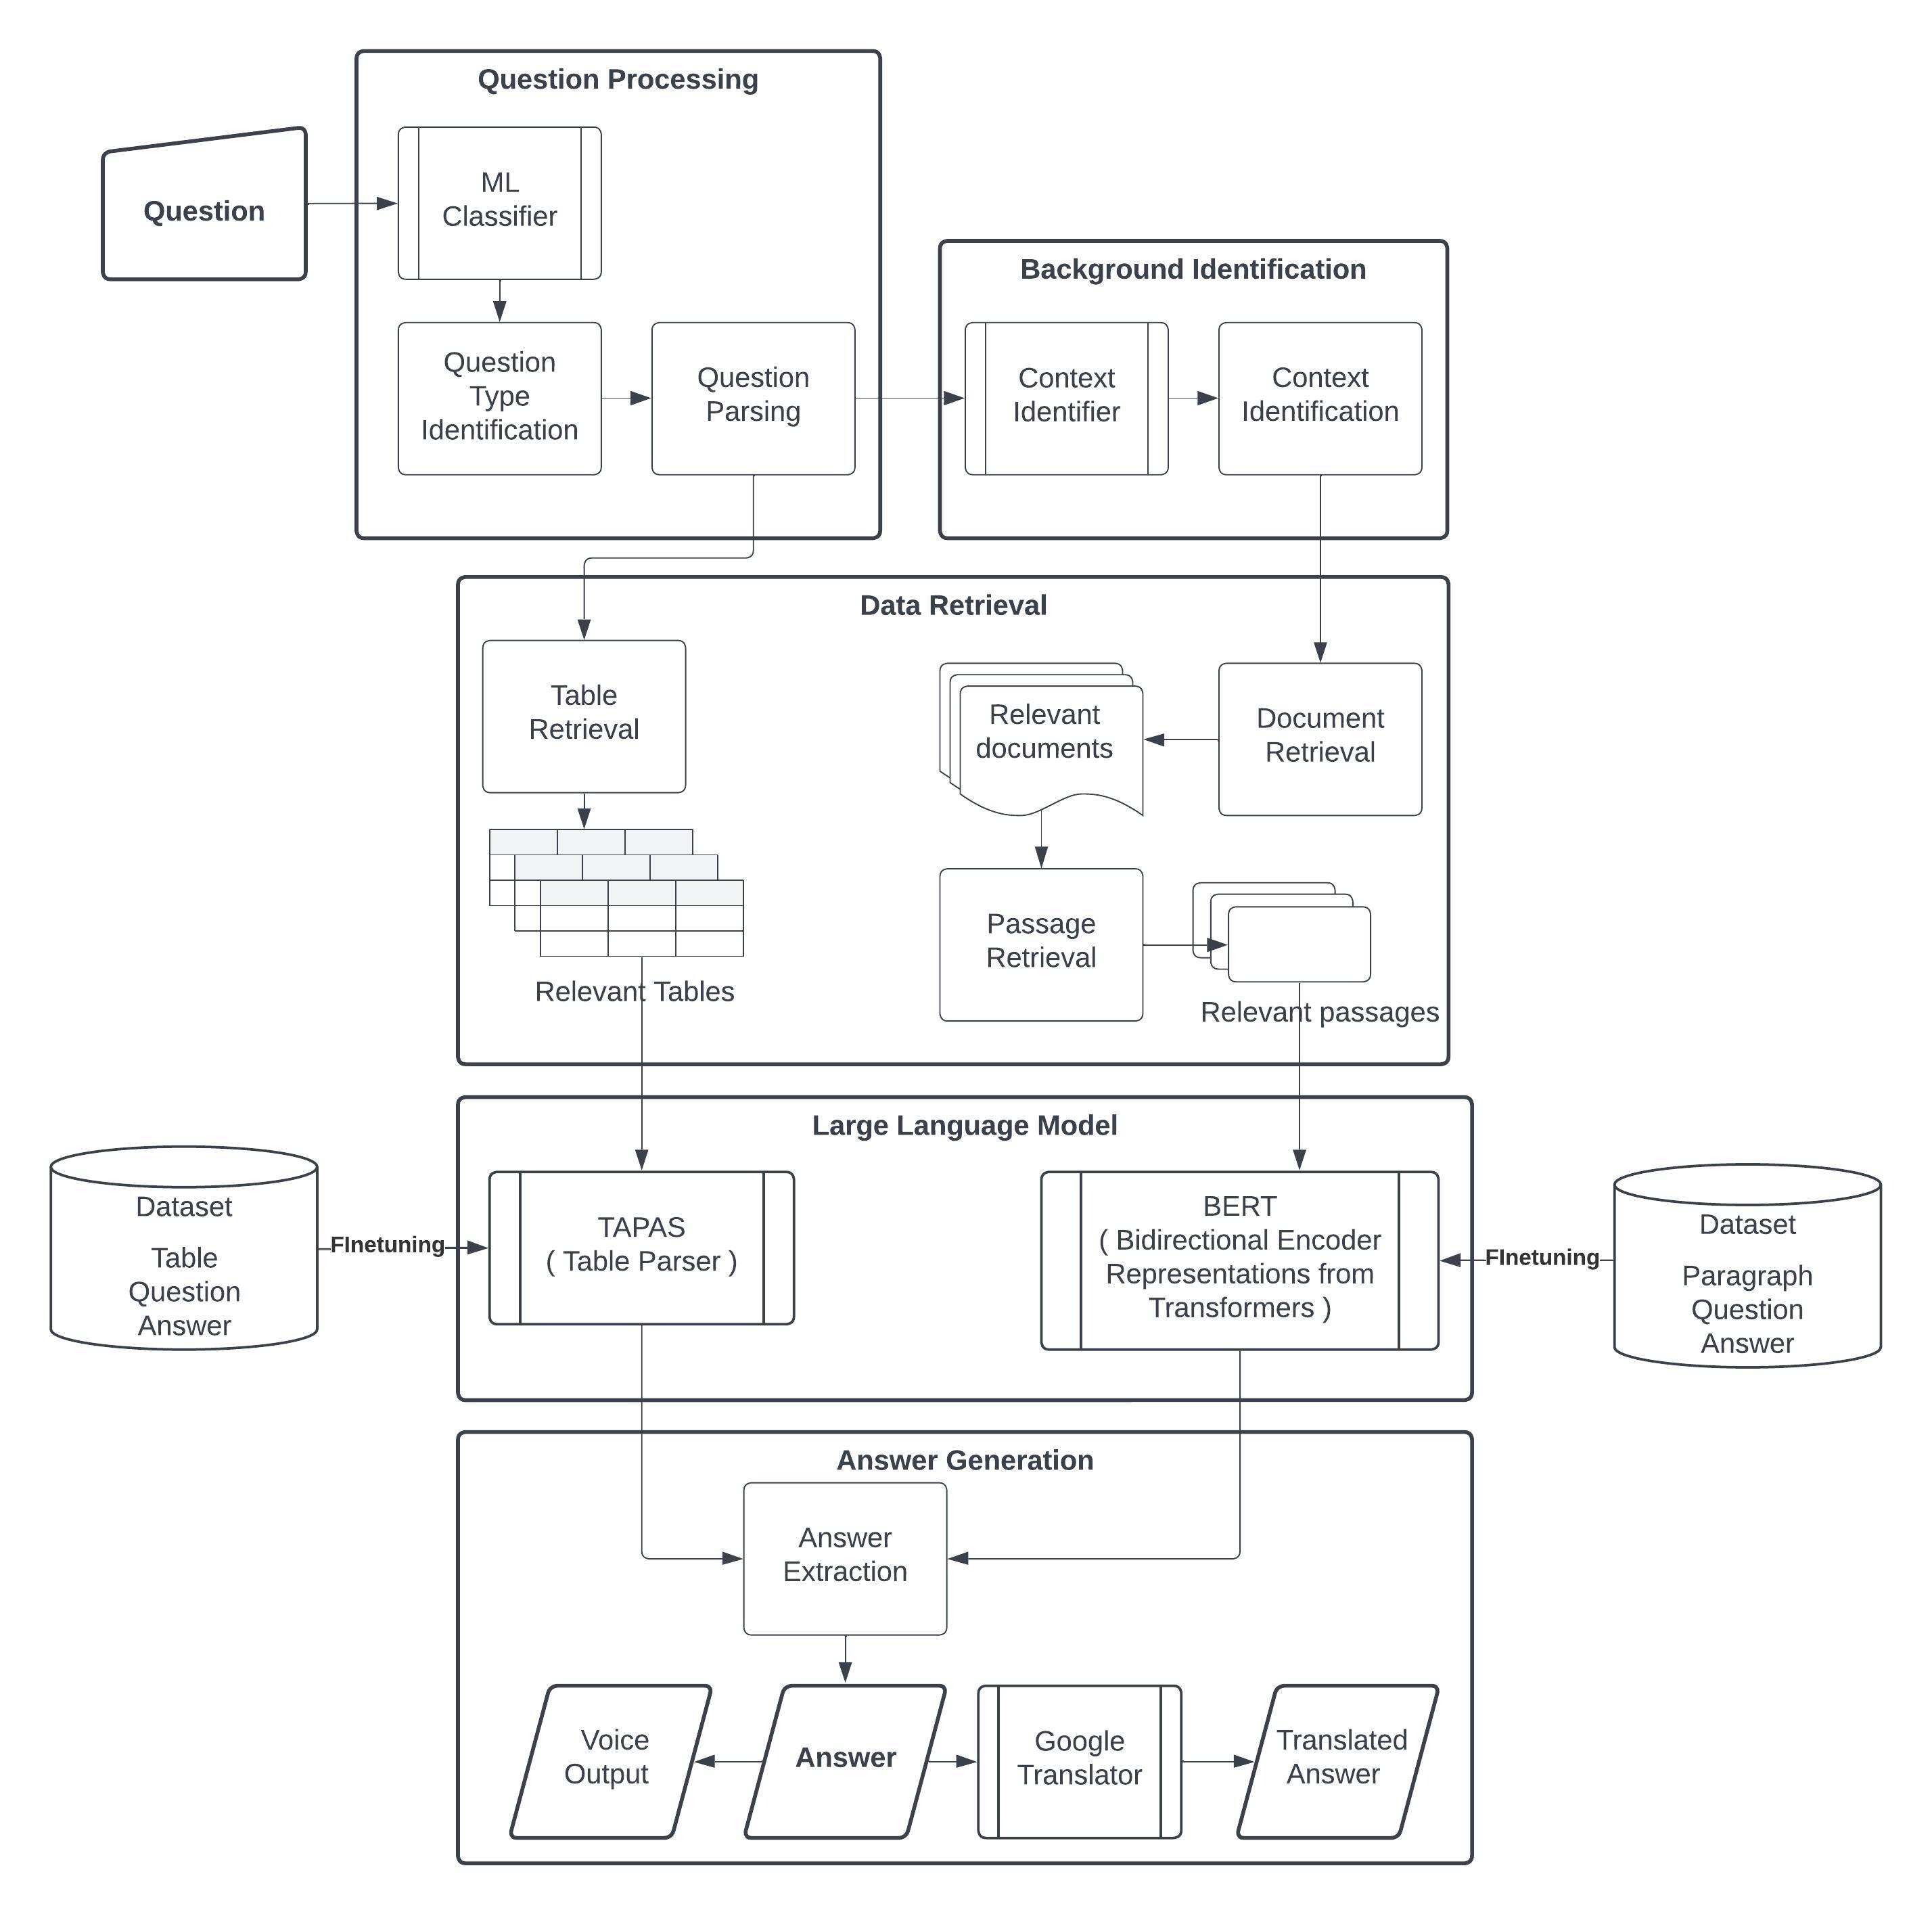 Question Processing
Question
ML
Classifier
Question
Type
Identification
Question
Parsing
Background Identification
Context
Identifier
Context
Identification
Data Retrieval
Table
Retrieval
Relevant
documents
Document
Retrieval
Passage
Retrieval
Relevant Tables
Relevant passages
Large Language Model
Dataset
Table
Question
Answer
FInetuning
TAPAS
( Table Parser )
BERT
( Bidirectional Encoder
Representations from
Transformers )
FInetuning
Dataset
Paragraph
Question
Answer
Answer Generation
Answer
Extraction
Voice
Output
Answer
Google
Translator
Translated
Answer